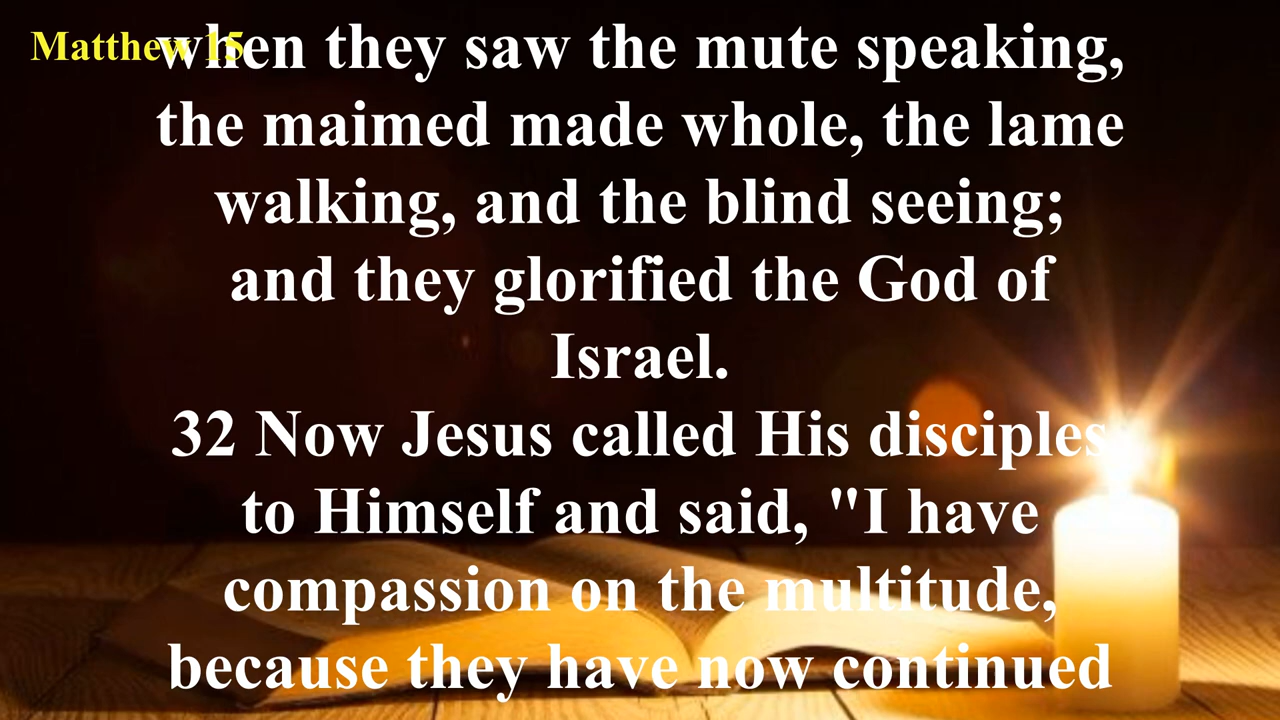 Matthew 15
when they saw the mute speaking,
the maimed made whole, the lame
walking, and the blind seeing;
and they glorified the God of
Israel.
32 Now Jesus called His disciples
to Himself and said, "I have
compassion on the multitude,
because they have now continued